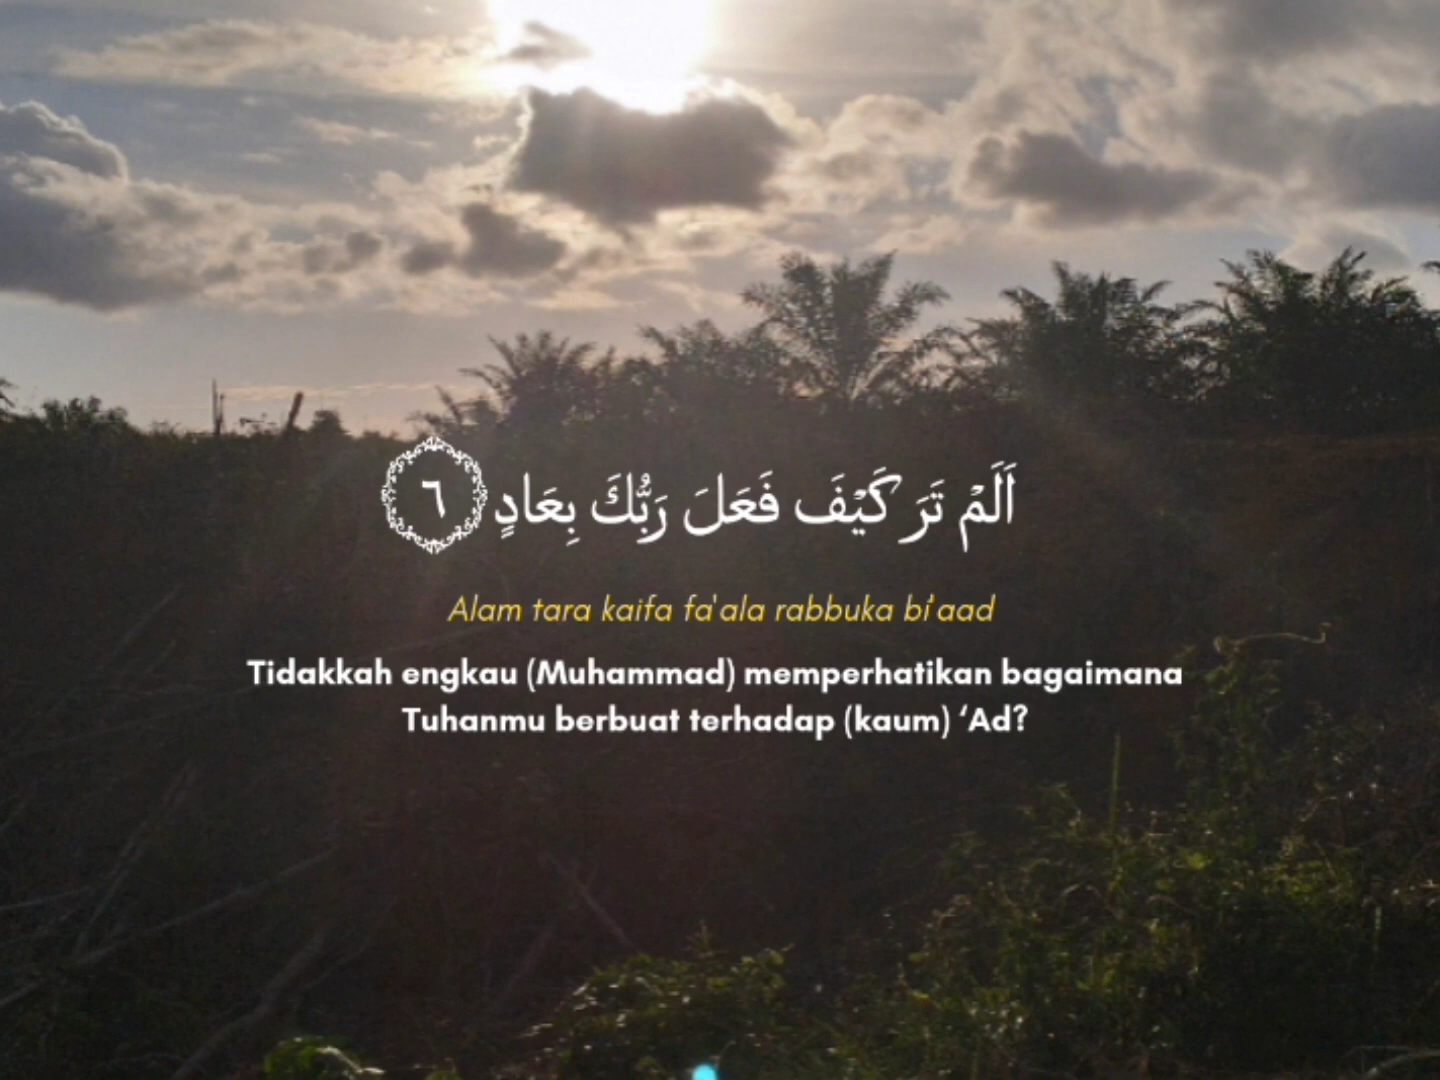 اَلَمْ تَرَ كَيْفَ فَعَلَ رَبُّكَ بِعَادٍ ٦
Alam tara kaifa fa'ala rabbuka bi'aad
Tidakkah engkau (Muhammad) memperhatikan bagaimana
Tuhanmu berbuat terhadap (kaum) ‘Ad?